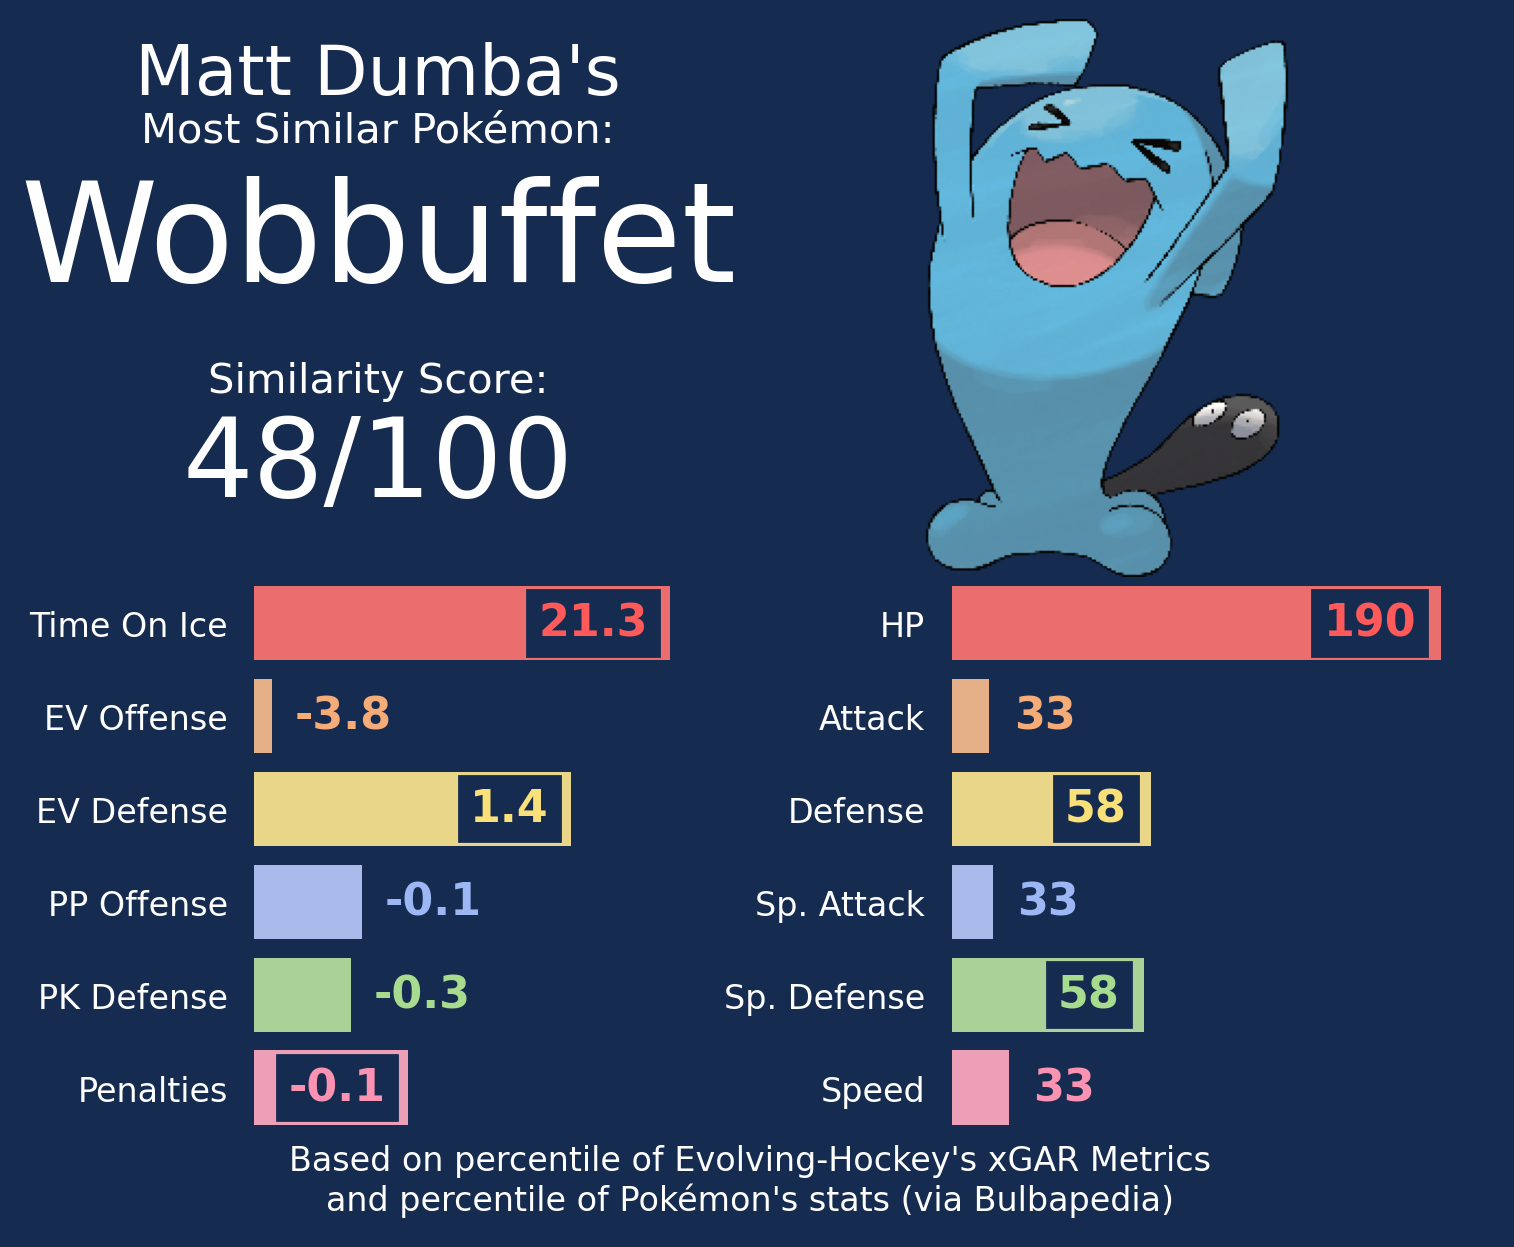 Matt Dumba's
Most Similar Pokémon:
Wobbuffet
Similarity Score:
48/100
Time On Ice 21.3
EV Offense -3.8
EV Defense 1.4
PP Offense -0.1
PK Defense -0.3
Penalties -0.1
HP 190
Attack 33
Defense 58
Sp. Attack 33
Sp. Defense 58
Speed 33
Based on percentile of Evolving-Hockey's xGAR Metrics
and percentile of Pokémon's stats (via Bulbapedia)